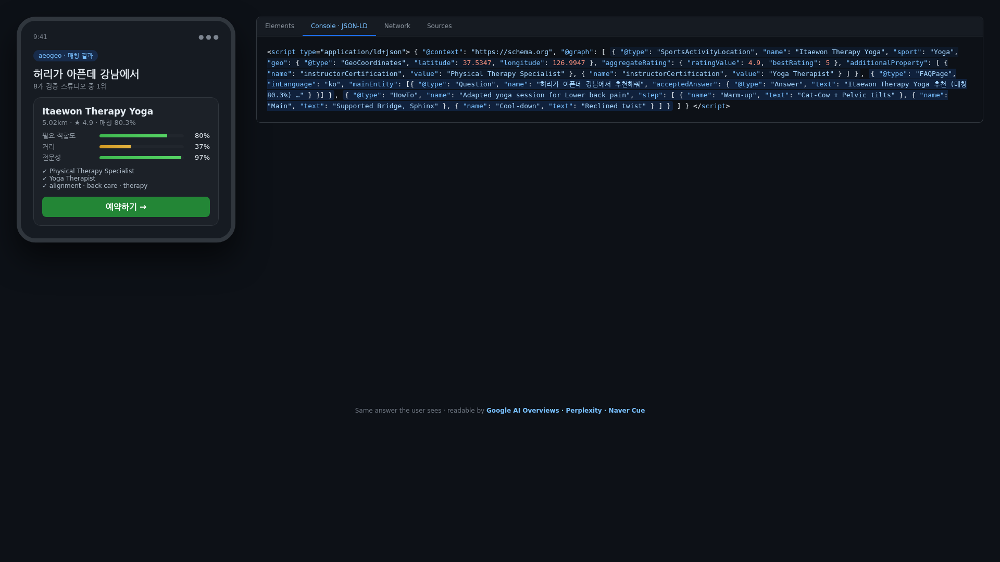 9:41
●●●
aeogeo · 매칭 결과
허리가 아픈데 강남에서
8개 검증 스튜디오 중 1위
Itaewon Therapy Yoga
5.02km · ★ 4.9 · 매칭 80.3%
필요 적합도 80%
거리 37%
전문성 97%
✓ Physical Therapy Specialist
✓ Yoga Therapist
✓ alignment · back care · therapy
예약하기 →
Elements Console · JSON-LD Network Sources
<script type="application/ld+json"> { "@context": "https://schema.org", "@graph": [ { "@type": "SportsActivityLocation", "name": "Itaewon Therapy Yoga", "sport": "Yoga",
"geo": { "@type": "GeoCoordinates", "latitude": 37.5347, "longitude": 126.9947 }, "aggregateRating": { "ratingValue": 4.9, "bestRating": 5 }, "additionalProperty": [ {
"name": "instructorCertification", "value": "Physical Therapy Specialist" }, { "name": "instructorCertification", "value": "Yoga Therapist" } ] }, { "@type": "FAQPage",
"inLanguage": "ko", "mainEntity": [{ "@type": "Question", "name": "허리가 아픈데 강남에서 추천해줘", "acceptedAnswer": { "@type": "Answer", "text": "Itaewon Therapy Yoga 추천 (매칭
80.3%) …" } }] }, { "@type": "HowTo", "name": "Adapted yoga session for Lower back pain", "step": [ { "name": "Warm-up", "text": "Cat-Cow + Pelvic tilts" }, { "name":
"Main", "text": "Supported Bridge, Sphinx" }, { "name": "Cool-down", "text": "Reclined twist" } ] } ] } </script>
Same answer the user sees · readable by Google AI Overviews · Perplexity · Naver Cue